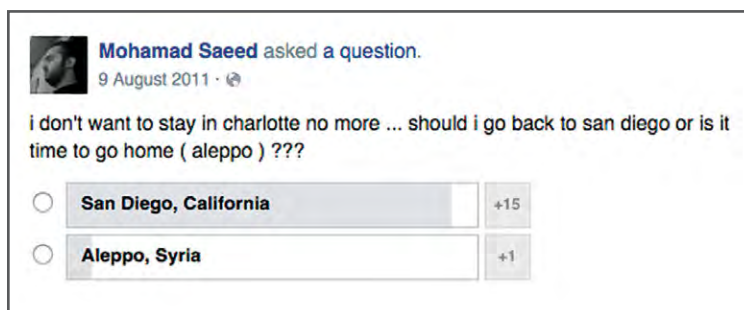 Mohamad Saeed asked a question.
9 August 2011 ·
i don't want to stay in charlotte no more ... should i go back to san diego or is it
time to go home ( aleppo ) ???
San Diego, California +15
Aleppo, Syria +1